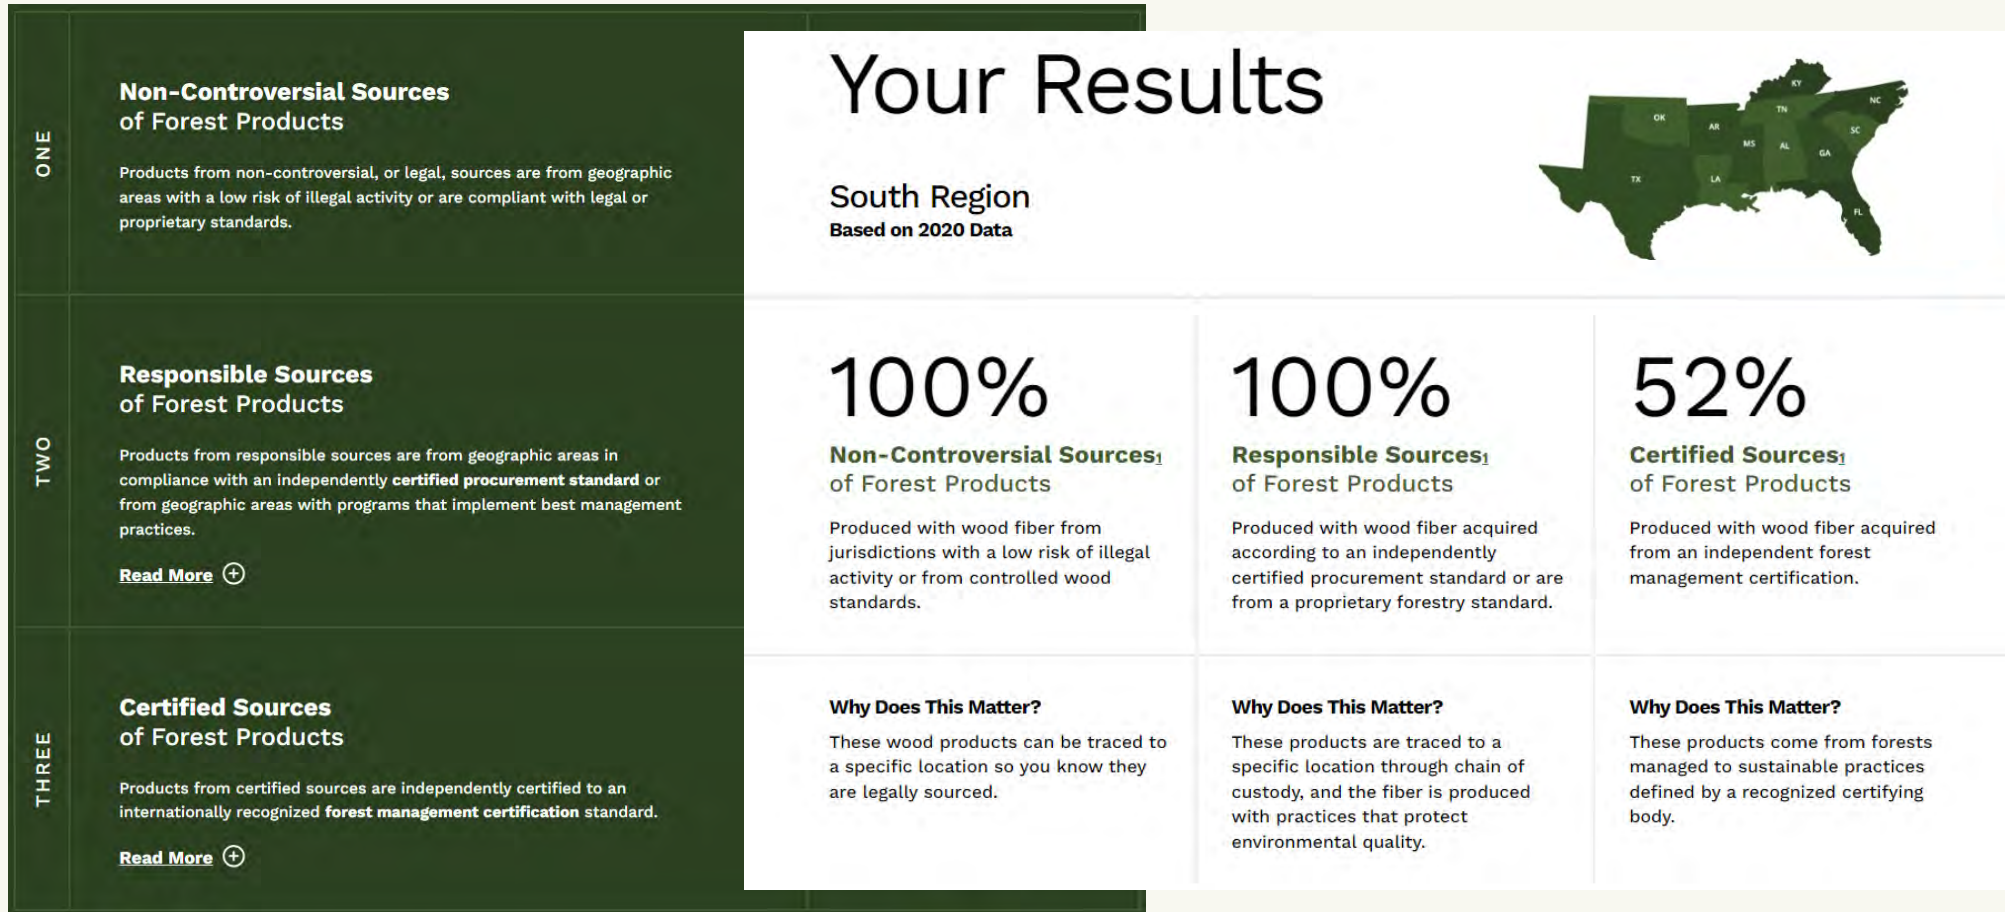 ONE
Non-Controversial Sources
of Forest Products
Products from non-controversial, or legal, sources are from geographic
areas with a low risk of illegal activity or are compliant with legal or
proprietary standards.
TWO
Responsible Sources
of Forest Products
Products from responsible sources are from geographic areas in
compliance with an independently certified procurement standard or
from geographic areas with programs that implement best management
practices.
Read More
THREE
Certified Sources
of Forest Products
Products from certified sources are independently certified to an
internationally recognized forest management certification standard.
Read More
Your Results
South Region
Based on 2020 Data
KY
NC
TN
OK
AR
SC
MS
AL
GA
TX
LA
FL
100%
Non-Controversial Sources1
of Forest Products
Produced with wood fiber from
jurisdictions with a low risk of illegal
activity or from controlled wood
standards.
100%
Responsible Sources1
of Forest Products
Produced with wood fiber acquired
according to an independently
certified procurement standard or are
from a proprietary forestry standard.
52%
Certified Sources1
of Forest Products
Produced with wood fiber acquired
from an independent forest
management certification.
Why Does This Matter?
These wood products can be traced to
a specific location so you know they
are legally sourced.
Why Does This Matter?
These products are traced to a
specific location through chain of
custody, and the fiber is produced
with practices that protect
environmental quality.
Why Does This Matter?
These products come from forests
managed to sustainable practices
defined by a recognized certifying
body.